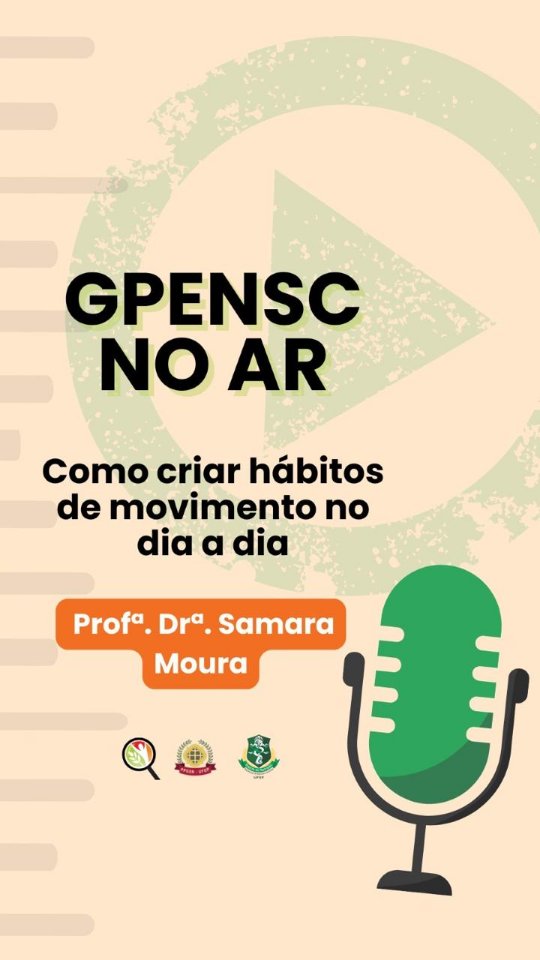 GPENSC
NO AR
Como criar hábitos
de movimento no
dia a dia
Profª. Drª. Samara
Moura